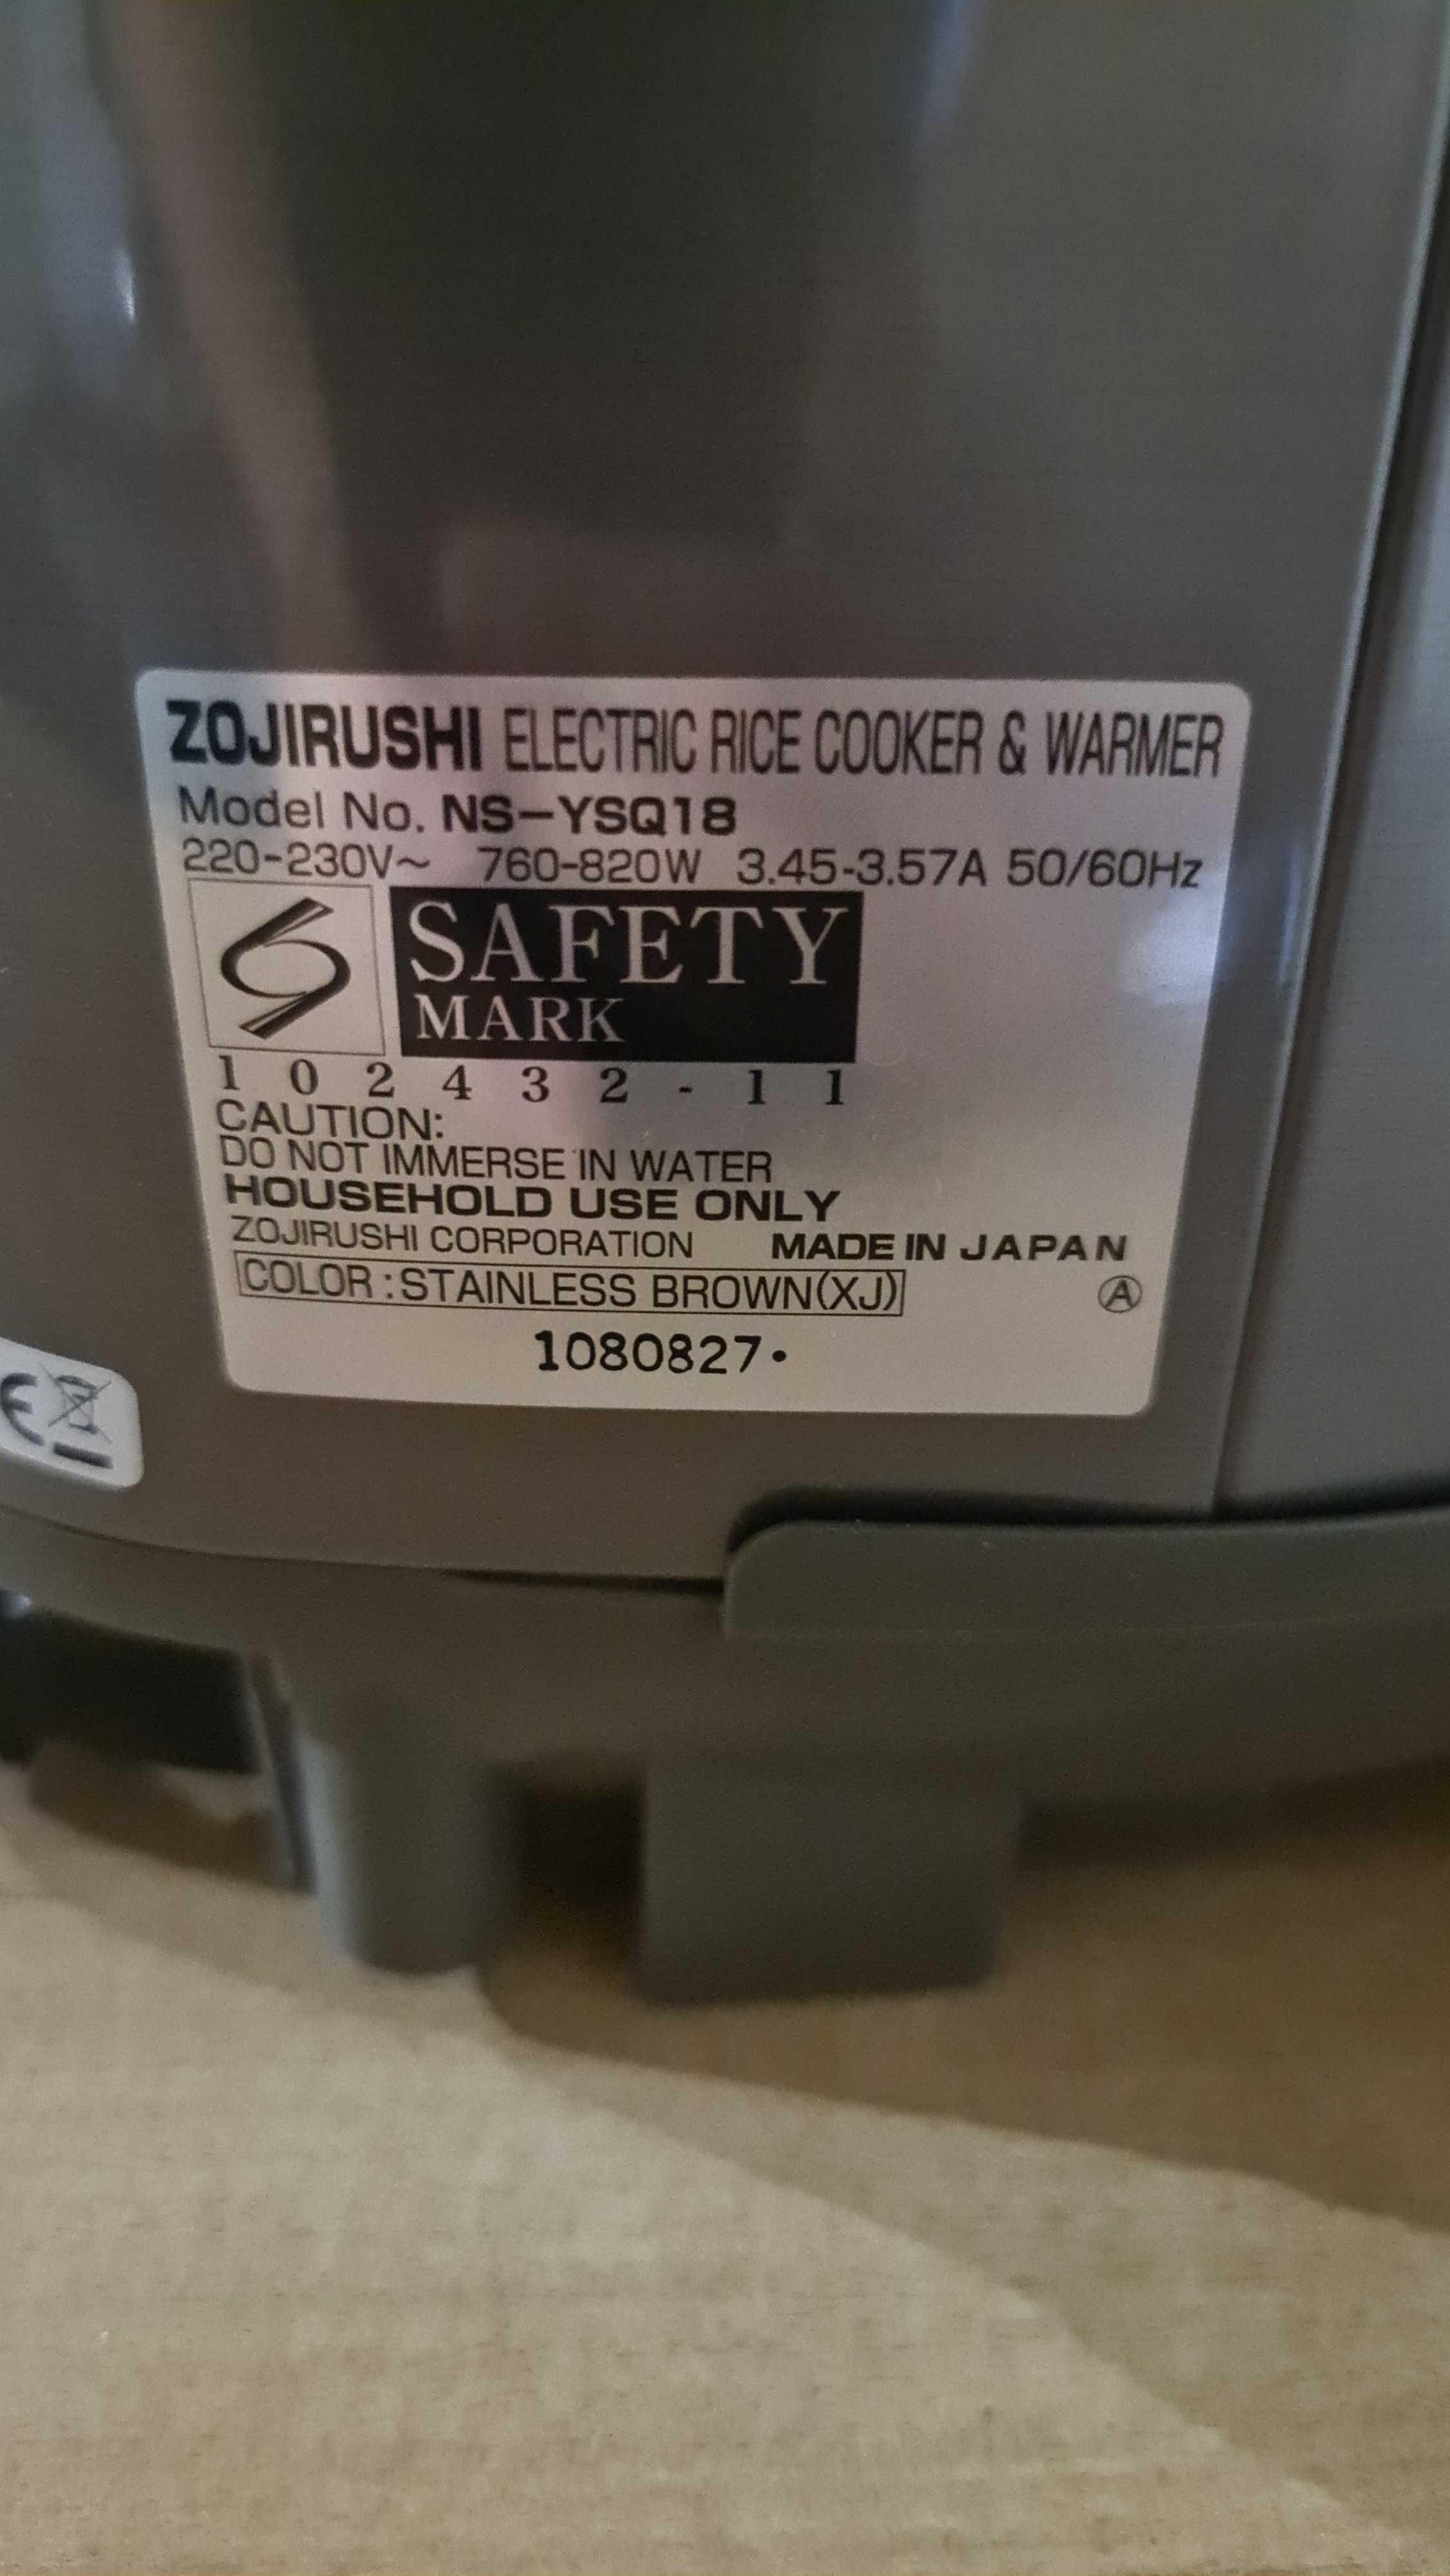 ZOJIRUSHI ELECTRIC RICE COOKER & WARMER
Model No. NS-YSQ18
220-230V~ 760-820W 3.45-3.57A 50/60Hz
SAFETY
MARK
102432-11
CAUTION:
DO NOT IMMERSE IN WATER
HOUSEHOLD USE ONLY
ZOJIRUSHI CORPORATION MADE IN JAPAN
COLOR:STAINLESS BROWN(XJ) Ⓐ
1080827•
CE